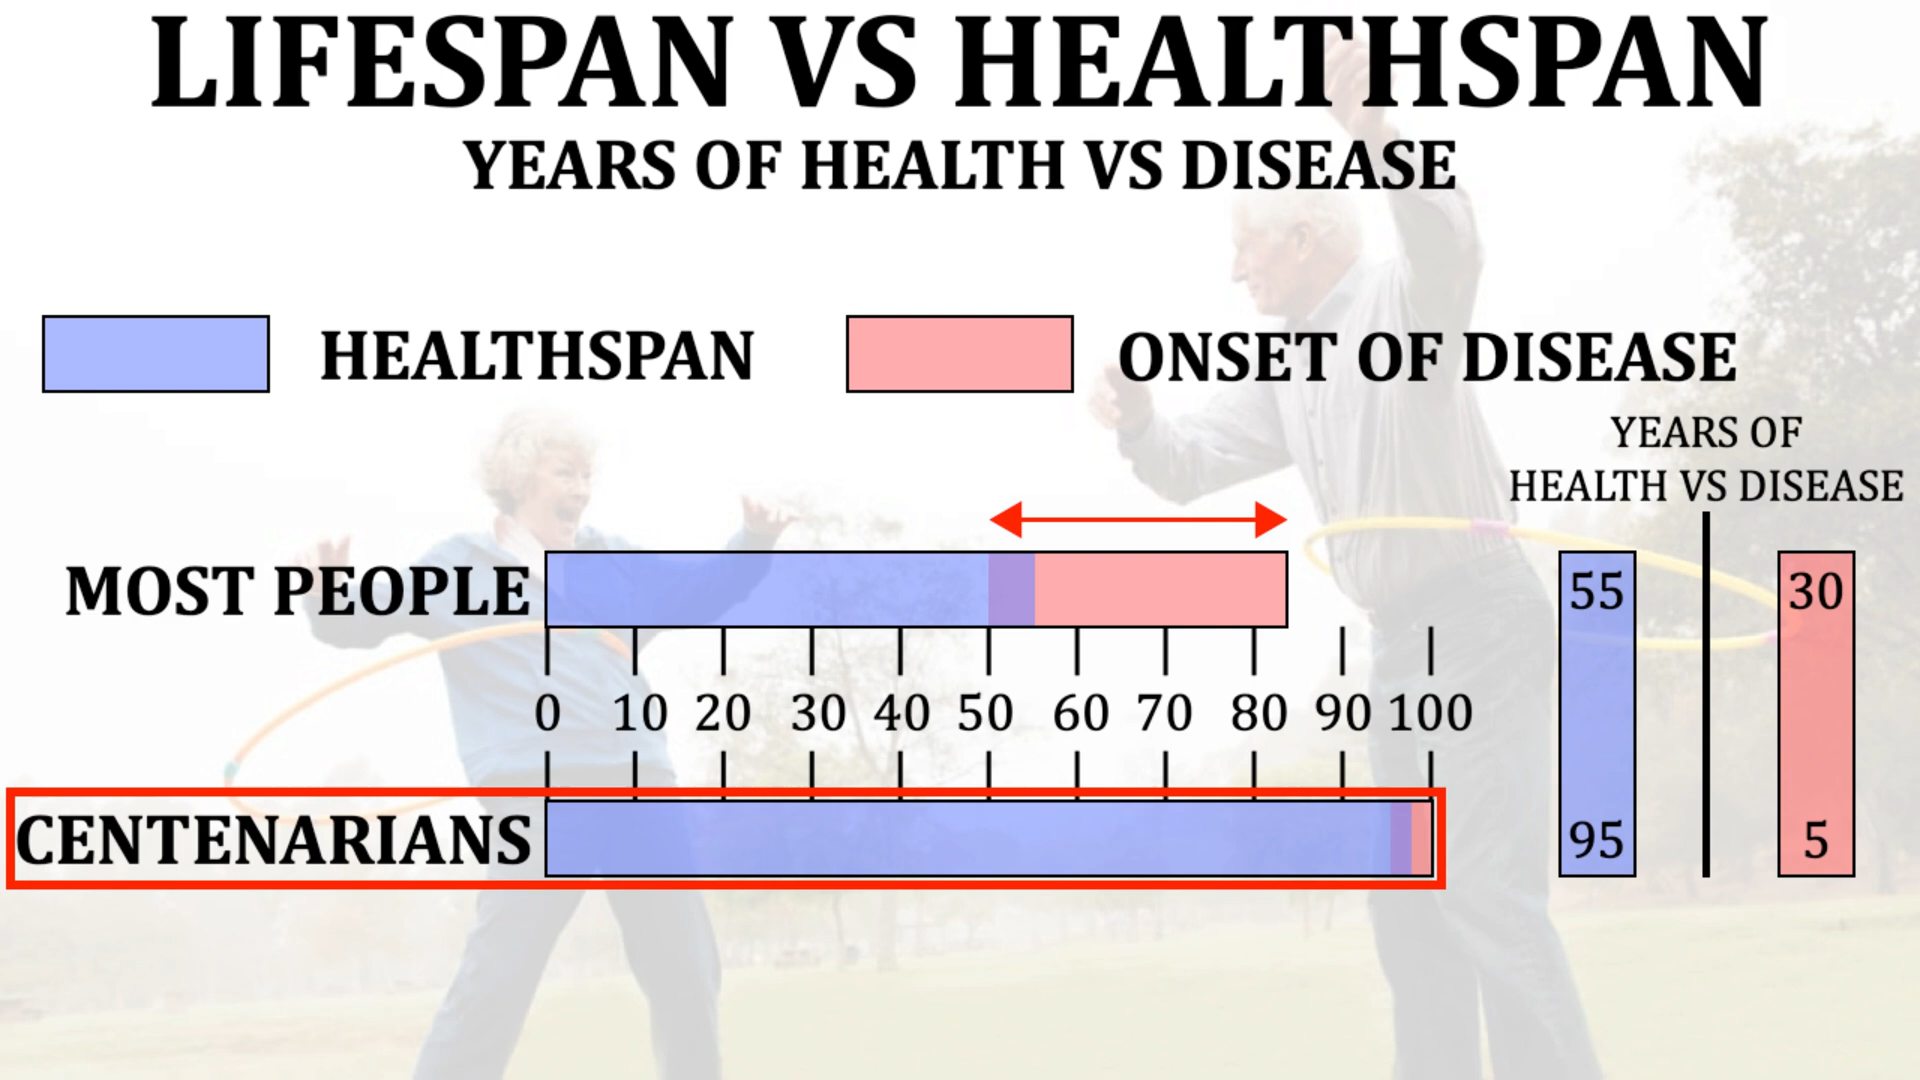 LIFESPAN VS HEALTHSPAN
YEARS OF HEALTH VS DISEASE
HEALTHSPAN
ONSET OF DISEASE
YEARS OF
HEALTH VS DISEASE
MOST PEOPLE
55
30
0 10 20 30 40 50 60 70 80 90 100
CENTENARIANS
95
5